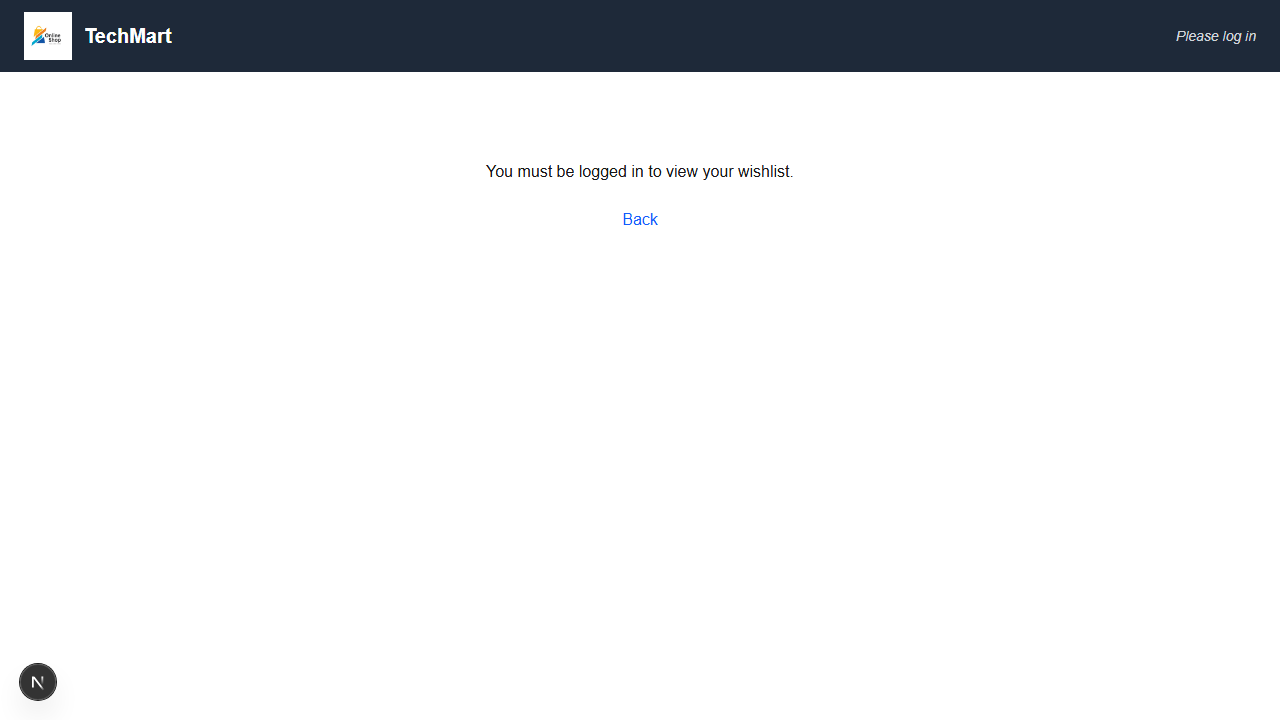 Online
Shop
TechMart
Please log in
You must be logged in to view your wishlist.
Back
N